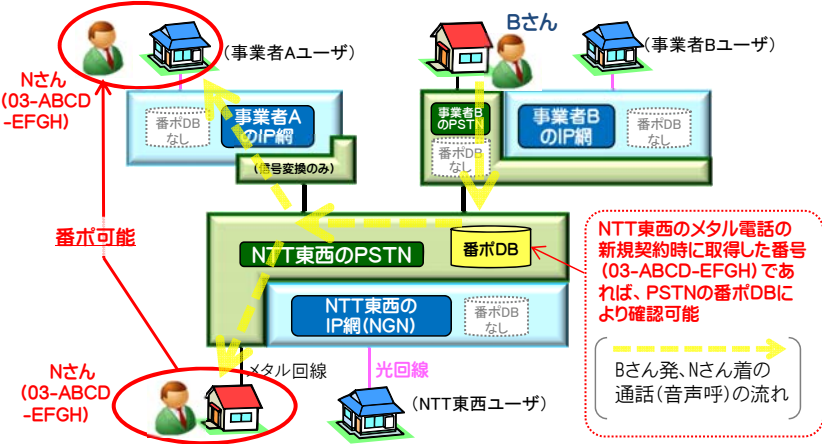 Nさん
(03-ABCD
-EFGH)
(事業者Aユーザ)
Bさん
(事業者Bユーザ)
番ポDB
なし
事業者A
のIP網
(信号変換のみ)
事業者B
のPSTN
番ポDB
なし
事業者B
のIP網
番ポDB
なし
番ポ可能
NTT東西のPSTN
番ポDB
NTT東西の
IP網(NGN)
番ポDB
なし
NTT東西のメタル電話の
新規契約時に取得した番号
(03-ABCD-EFGH)であ
れば、PSTNの番ポDBに
より確認可能
Bさん発、Nさん着の
通話(音声呼)の流れ
メタル回線
光回線
Nさん
(03-ABCD
-EFGH)
(NTT東西ユーザ)